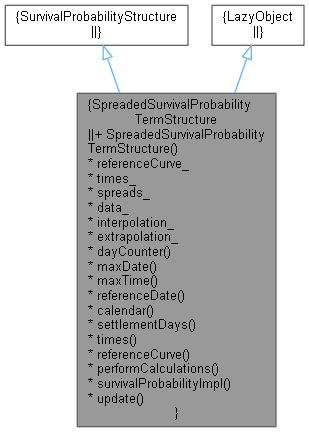 {SurvivalProbabilityStructure
||}
{LazyObject
||}
{SpreadedSurvivalProbability
TermStructure
||+ SpreadedSurvivalProbability
TermStructure()
* referenceCurve_
* times_
* spreads_
* data_
* interpolation_
* extrapolation_
* dayCounter()
* maxDate()
* maxTime()
* referenceDate()
* calendar()
* settlementDays()
* times()
* referenceCurve()
* performCalculations()
* survivalProbabilityImpl()
* update()
}